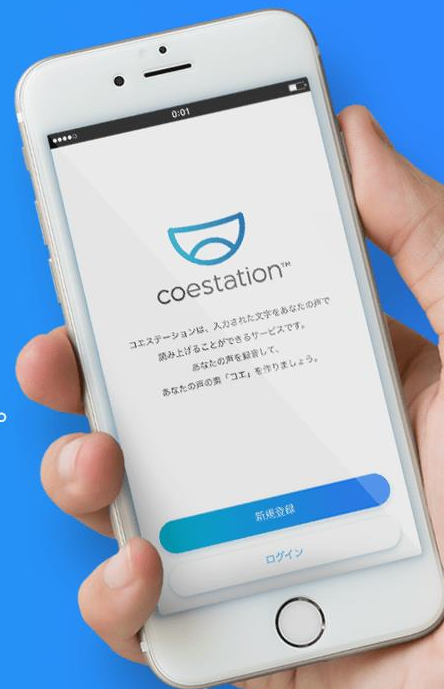 0:01
coestation™
コエステーションは、入力された文字をあなたの声で
読み上げることができるサービスです。
あなたの声を録音して、
あなたの声の素「コエ」を作りましょう。
新規登録
ログイン
。